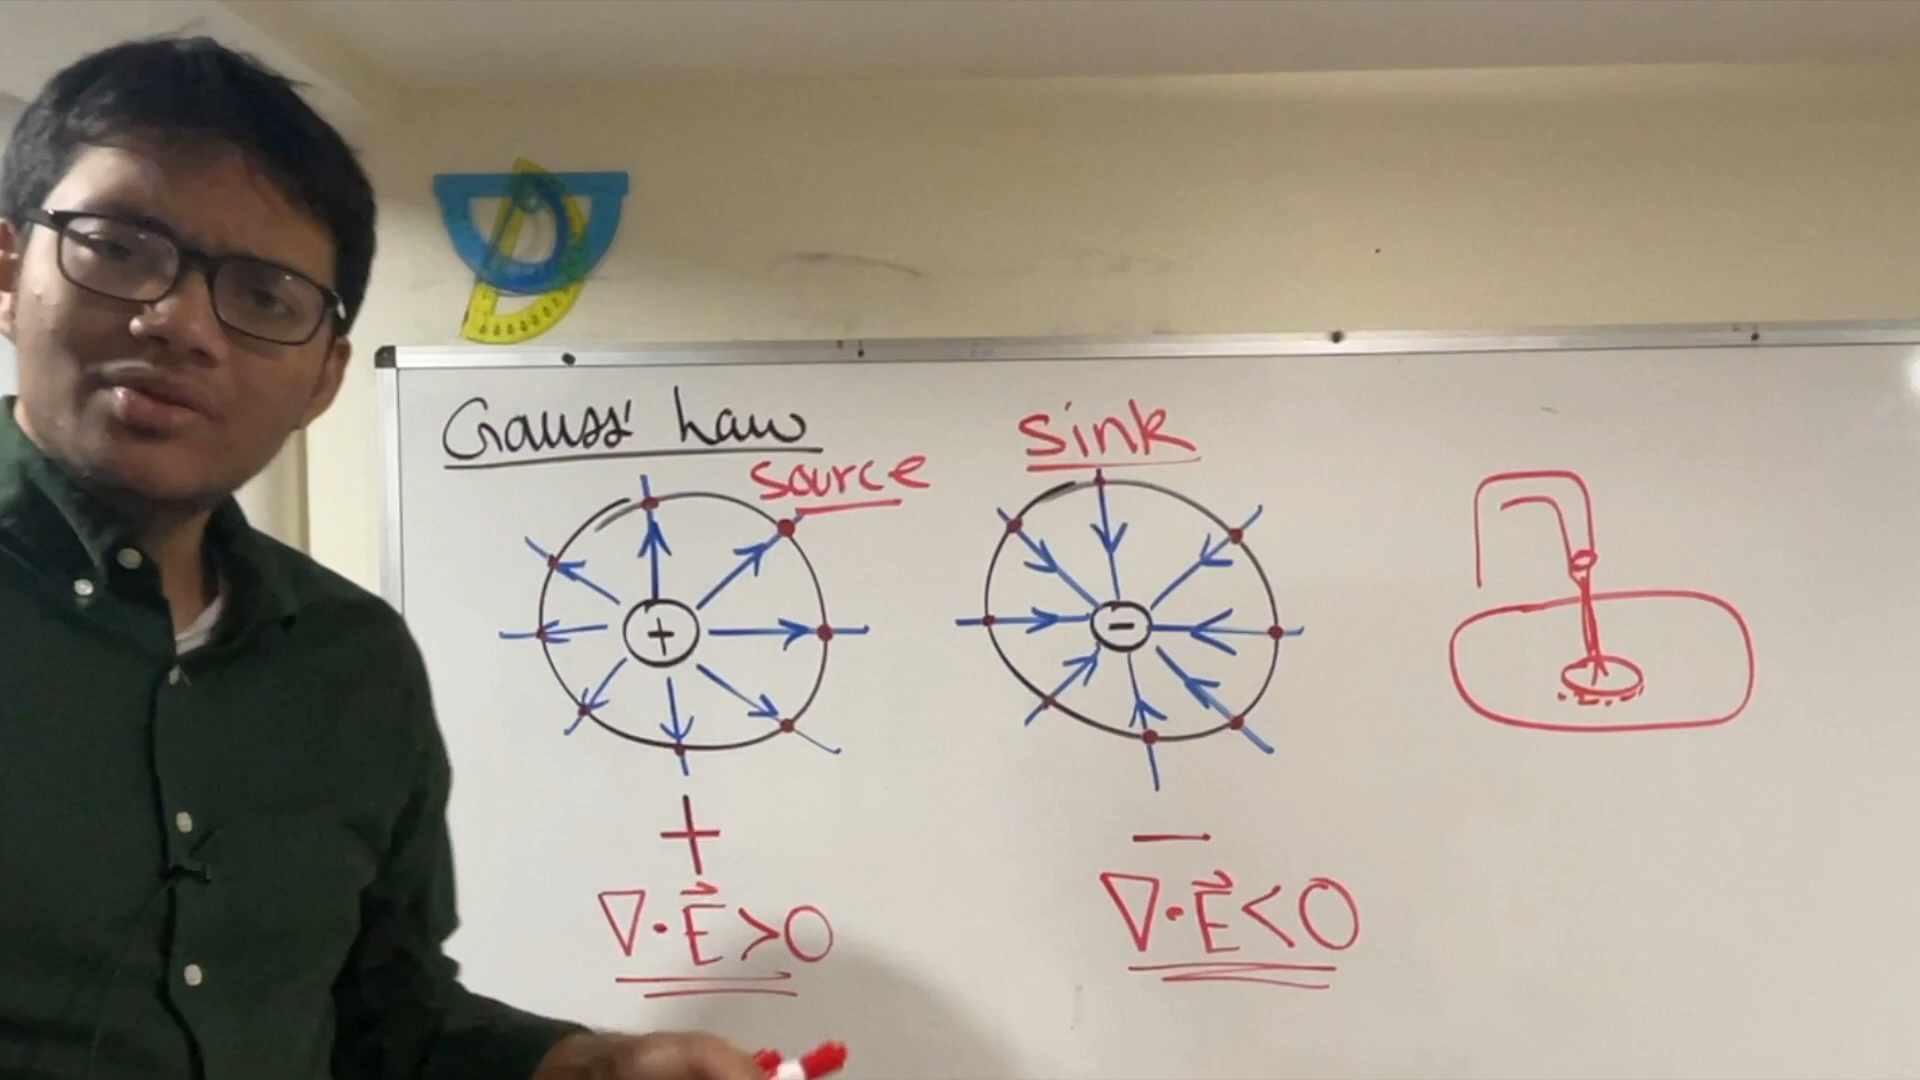 Gauss' Law
source
sink
+
-
+
-
∇·E⃗>0
∇·E⃗<0